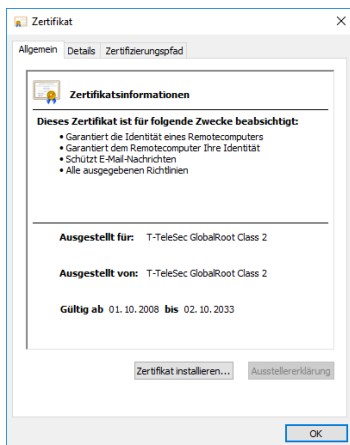 Zertifikat
Allgemein Details Zertifizierungspfad
Zertifikatsinformationen
Dieses Zertifikat ist für folgende Zwecke beabsichtigt:
• Garantiert die Identität eines Remotecomputers
• Garantiert dem Remotecomputer Ihre Identität
• Schützt E-Mail-Nachrichten
• Alle ausgegebenen Richtlinien
Ausgestellt für: T-TeleSec GlobalRoot Class 2
Ausgestellt von: T-TeleSec GlobalRoot Class 2
Gültig ab 01. 10. 2008 bis 02. 10. 2033
Zertifikat installieren... Ausstellererklärung
OK